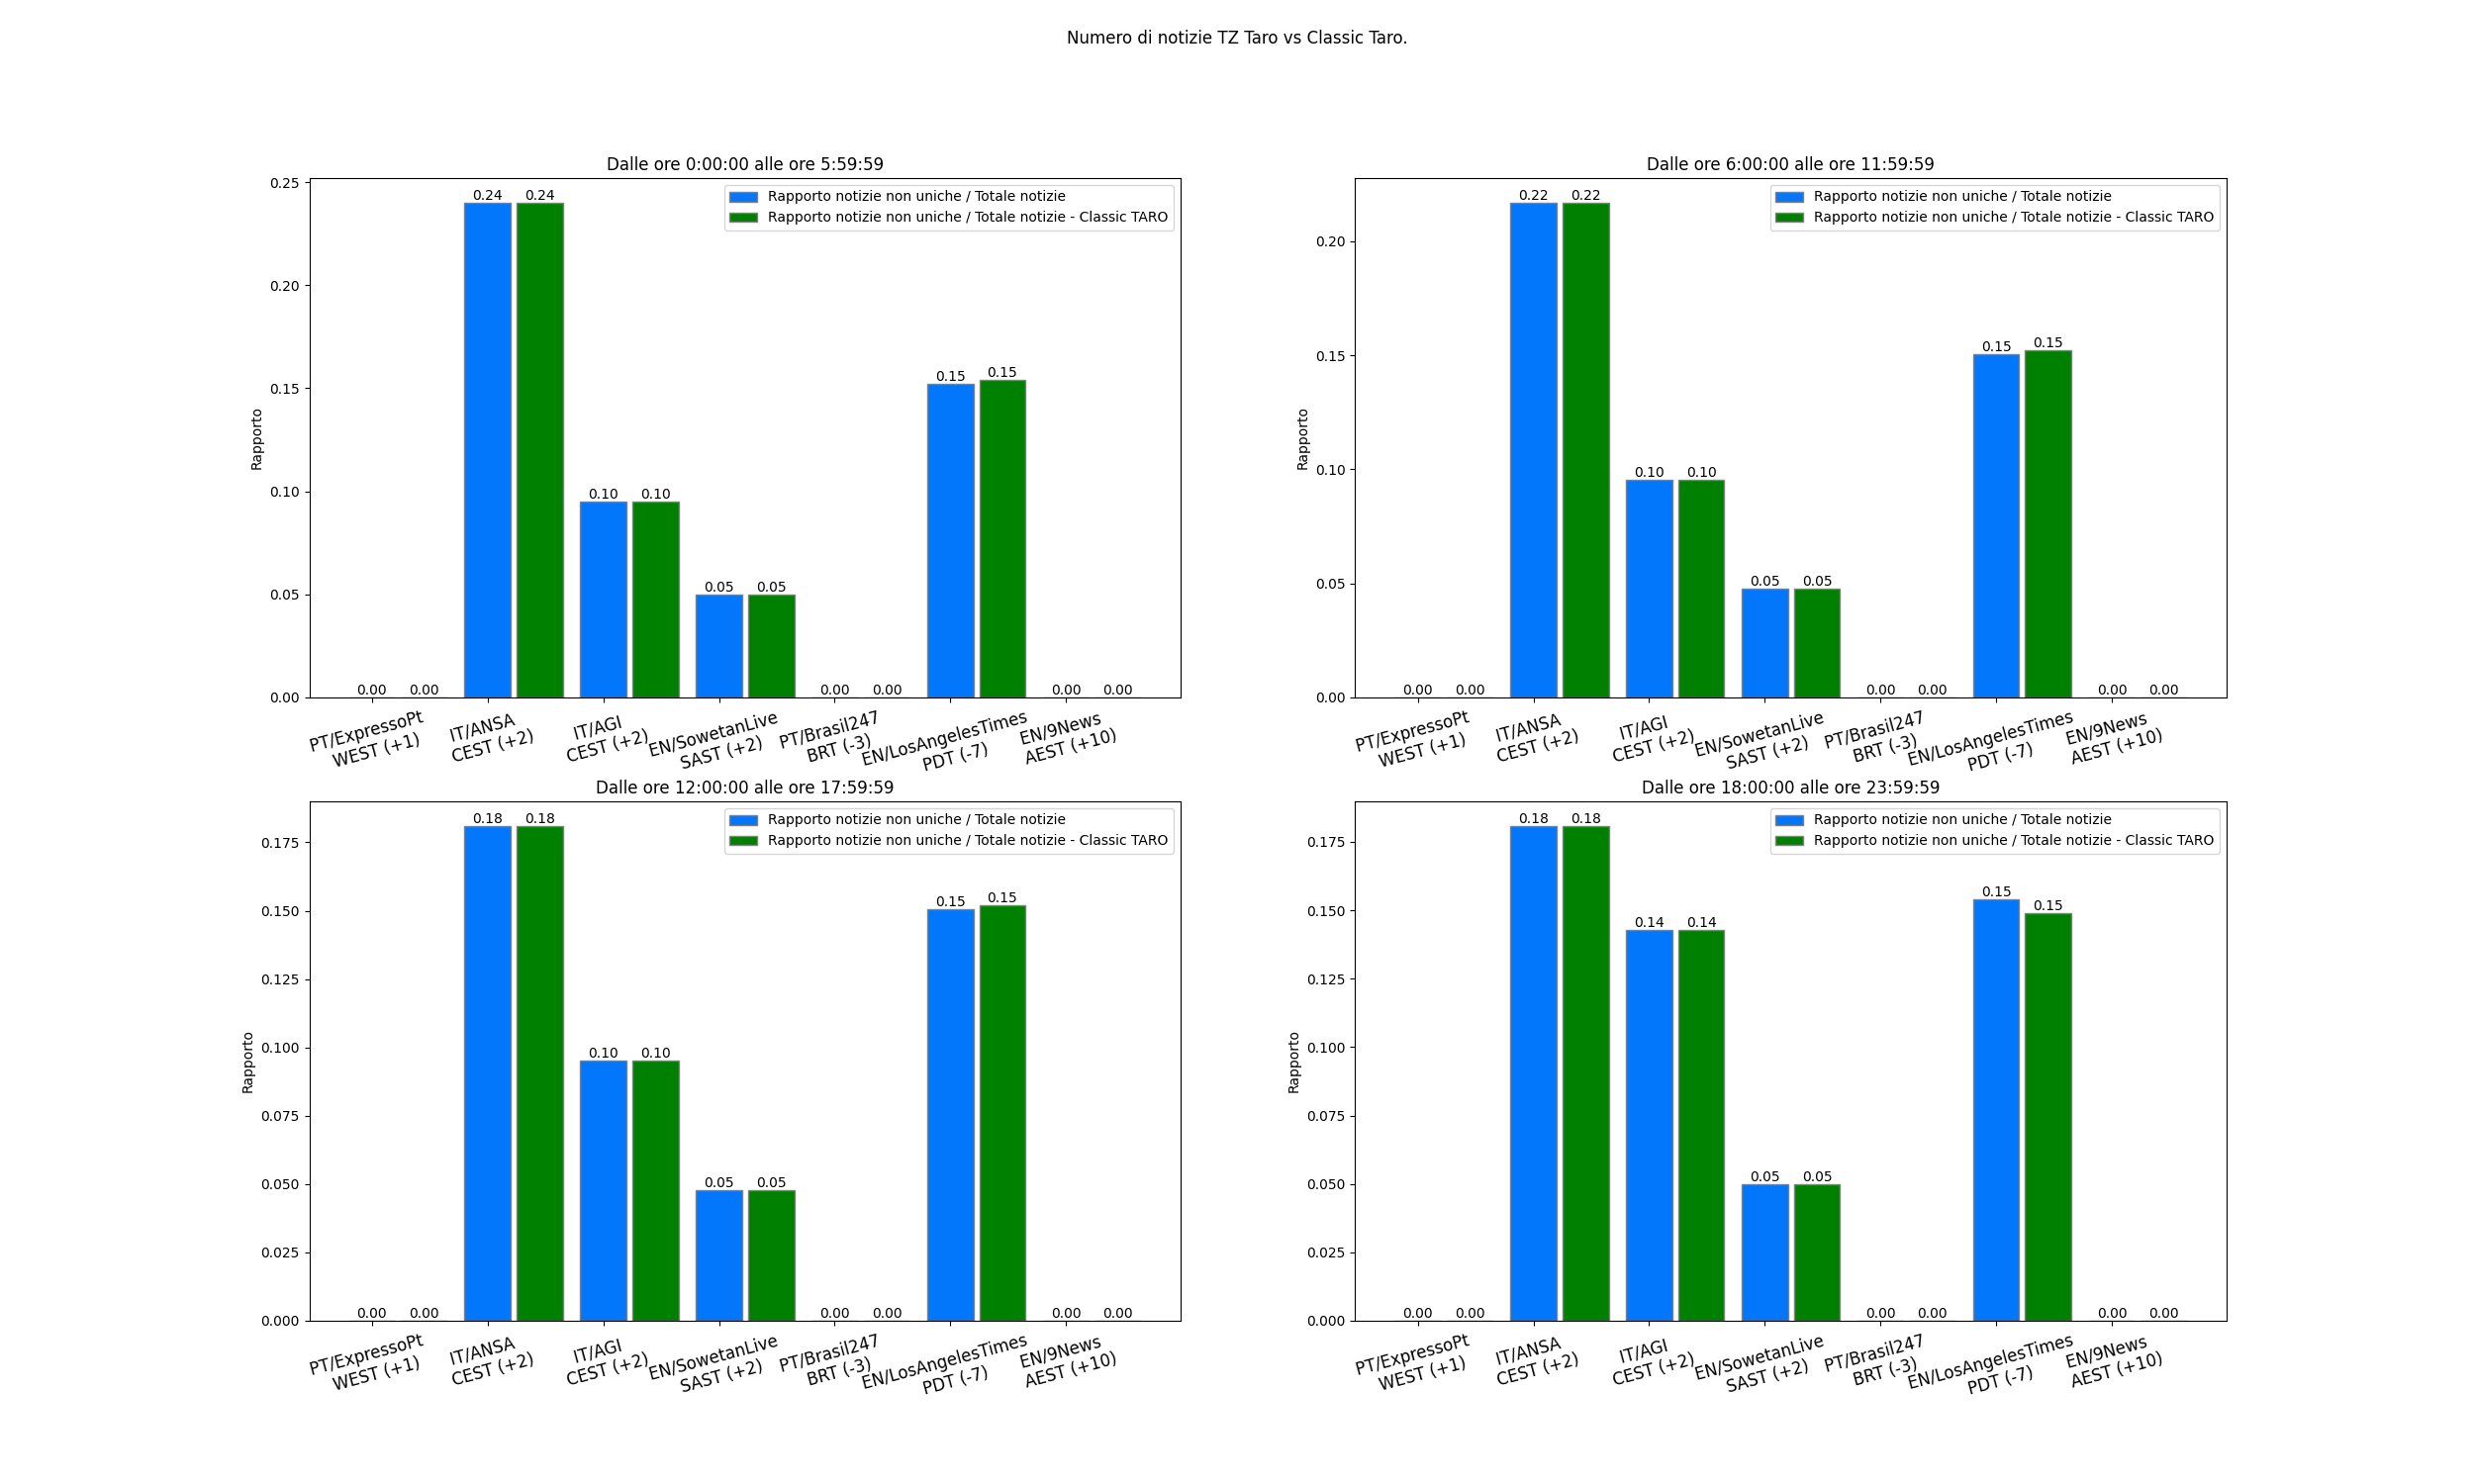 Numero di notizie TZ Taro vs Classic Taro.
Dalle ore 0:00:00 alle ore 5:59:59
Rapporto notizie non uniche / Totale notizie
Rapporto notizie non uniche / Totale notizie - Classic TARO
Rapporto
0.25
0.20
0.15
0.10
0.05
0.00
0.00 0.00 0.24 0.24 0.10 0.10 0.05 0.05 0.00 0.00 0.15 0.15 0.00 0.00
PT/ExpressoPt
WEST (+1)
IT/ANSA
CEST (+2)
IT/AGI
CEST (+2)
EN/SowetanLive
SAST (+2)
PT/Brasil247
BRT (-3)
EN/LosAngelesTimes
PDT (-7)
EN/9News
AEST (+10)
Dalle ore 6:00:00 alle ore 11:59:59
Rapporto notizie non uniche / Totale notizie
Rapporto notizie non uniche / Totale notizie - Classic TARO
Rapporto
0.20
0.15
0.10
0.05
0.00
0.00 0.00 0.22 0.22 0.10 0.10 0.05 0.05 0.00 0.00 0.15 0.15 0.00 0.00
PT/ExpressoPt
WEST (+1)
IT/ANSA
CEST (+2)
IT/AGI
CEST (+2)
EN/SowetanLive
SAST (+2)
PT/Brasil247
BRT (-3)
EN/LosAngelesTimes
PDT (-7)
EN/9News
AEST (+10)
Dalle ore 12:00:00 alle ore 17:59:59
Rapporto notizie non uniche / Totale notizie
Rapporto notizie non uniche / Totale notizie - Classic TARO
Rapporto
0.175
0.150
0.125
0.100
0.075
0.050
0.025
0.000
0.00 0.00 0.18 0.18 0.10 0.10 0.05 0.05 0.00 0.00 0.15 0.15 0.00 0.00
PT/ExpressoPt
WEST (+1)
IT/ANSA
CEST (+2)
IT/AGI
CEST (+2)
EN/SowetanLive
SAST (+2)
PT/Brasil247
BRT (-3)
EN/LosAngelesTimes
PDT (-7)
EN/9News
AEST (+10)
Dalle ore 18:00:00 alle ore 23:59:59
Rapporto notizie non uniche / Totale notizie
Rapporto notizie non uniche / Totale notizie - Classic TARO
Rapporto
0.175
0.150
0.125
0.100
0.075
0.050
0.025
0.000
0.00 0.00 0.18 0.18 0.14 0.14 0.05 0.05 0.00 0.00 0.15 0.15 0.00 0.00
PT/ExpressoPt
WEST (+1)
IT/ANSA
CEST (+2)
IT/AGI
CEST (+2)
EN/SowetanLive
SAST (+2)
PT/Brasil247
BRT (-3)
EN/LosAngelesTimes
PDT (-7)
EN/9News
AEST (+10)